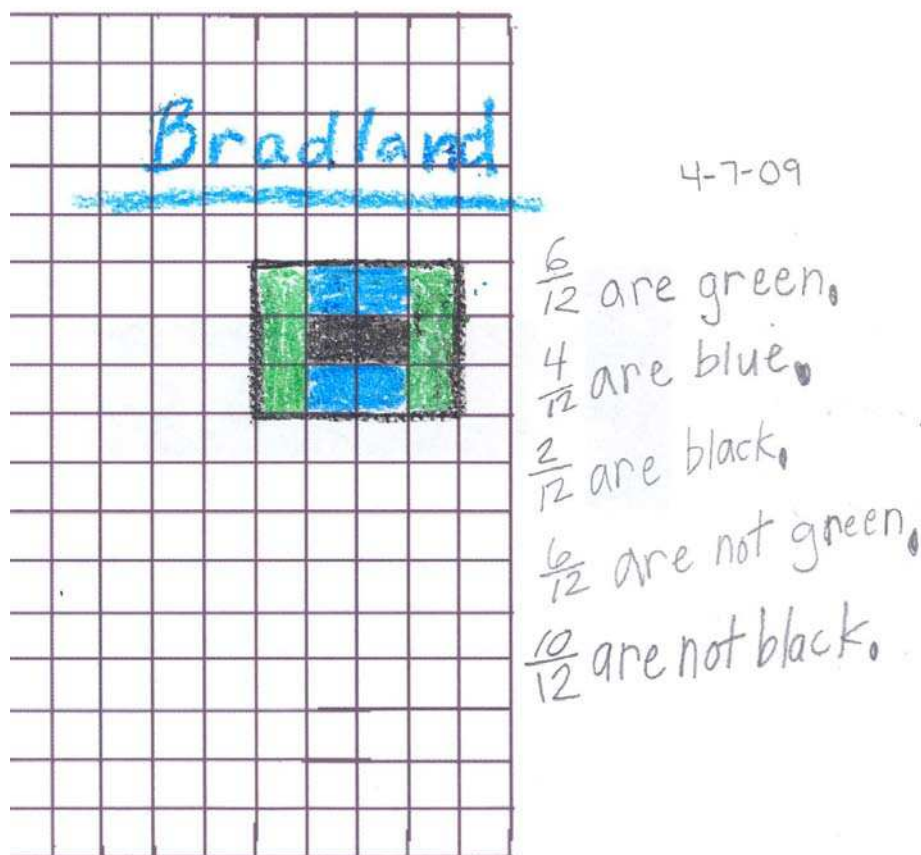 Bradland
4-7-09
6/12 are green.
4/12 are blue.
2/12 are black.
6/12 are not green.
10/12 are not black.